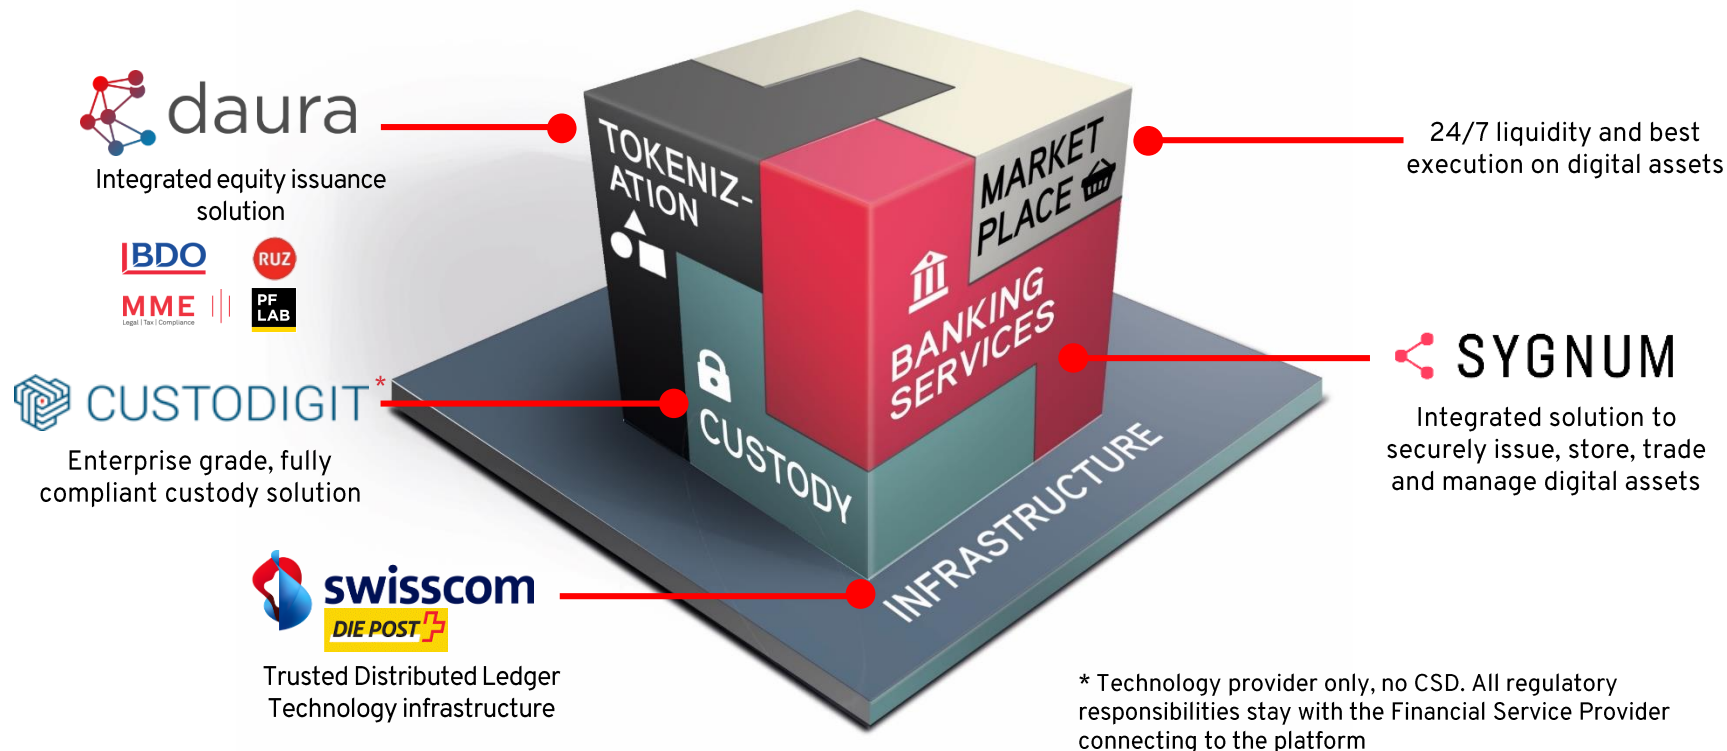 daura
Integrated equity issuance
solution
BDO
RUZ
MME
Legal | Tax | Compliance
PF
LAB
CUSTODIGIT*
Enterprise grade, fully
compliant custody solution
swisscom
DIE POST
Trusted Distributed Ledger
Technology infrastructure
TOKENIZ-
ATION
MARKET
PLACE
BANKING
SERVICES
CUSTODY
INFRASTRUCTURE
24/7 liquidity and best
execution on digital assets
SYGNUM
Integrated solution to
securely issue, store, trade
and manage digital assets
* Technology provider only, no CSD. All regulatory
responsibilities stay with the Financial Service Provider
connecting to the platform